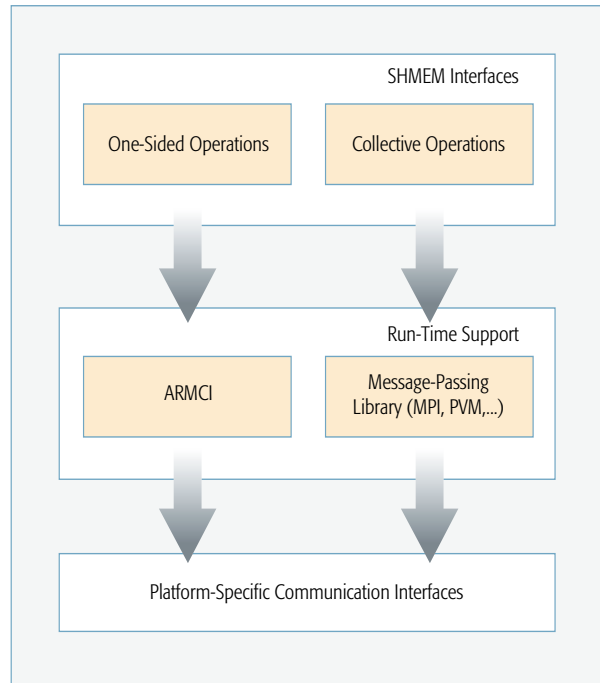 SHMEM Interfaces
One-Sided Operations
Collective Operations
Run-Time Support
ARMCI
Message-Passing
Library (MPI, PVM,...)
Platform-Specific Communication Interfaces